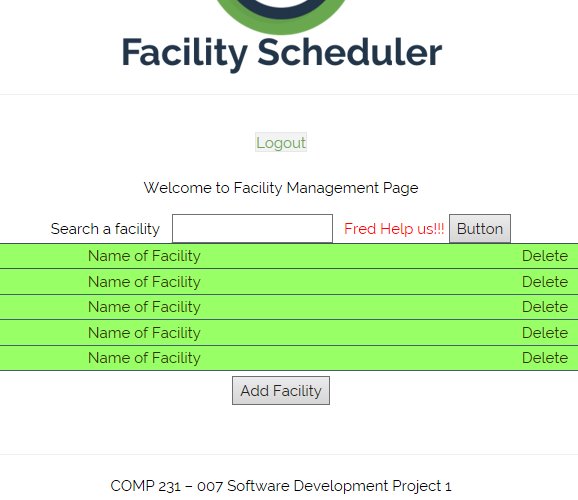 Facility Scheduler
Logout
Welcome to Facility Management Page
Search a facility Fred Help us!!! Button
Name of Facility Delete
Name of Facility Delete
Name of Facility Delete
Name of Facility Delete
Name of Facility Delete
Add Facility
COMP 231 – 007 Software Development Project 1